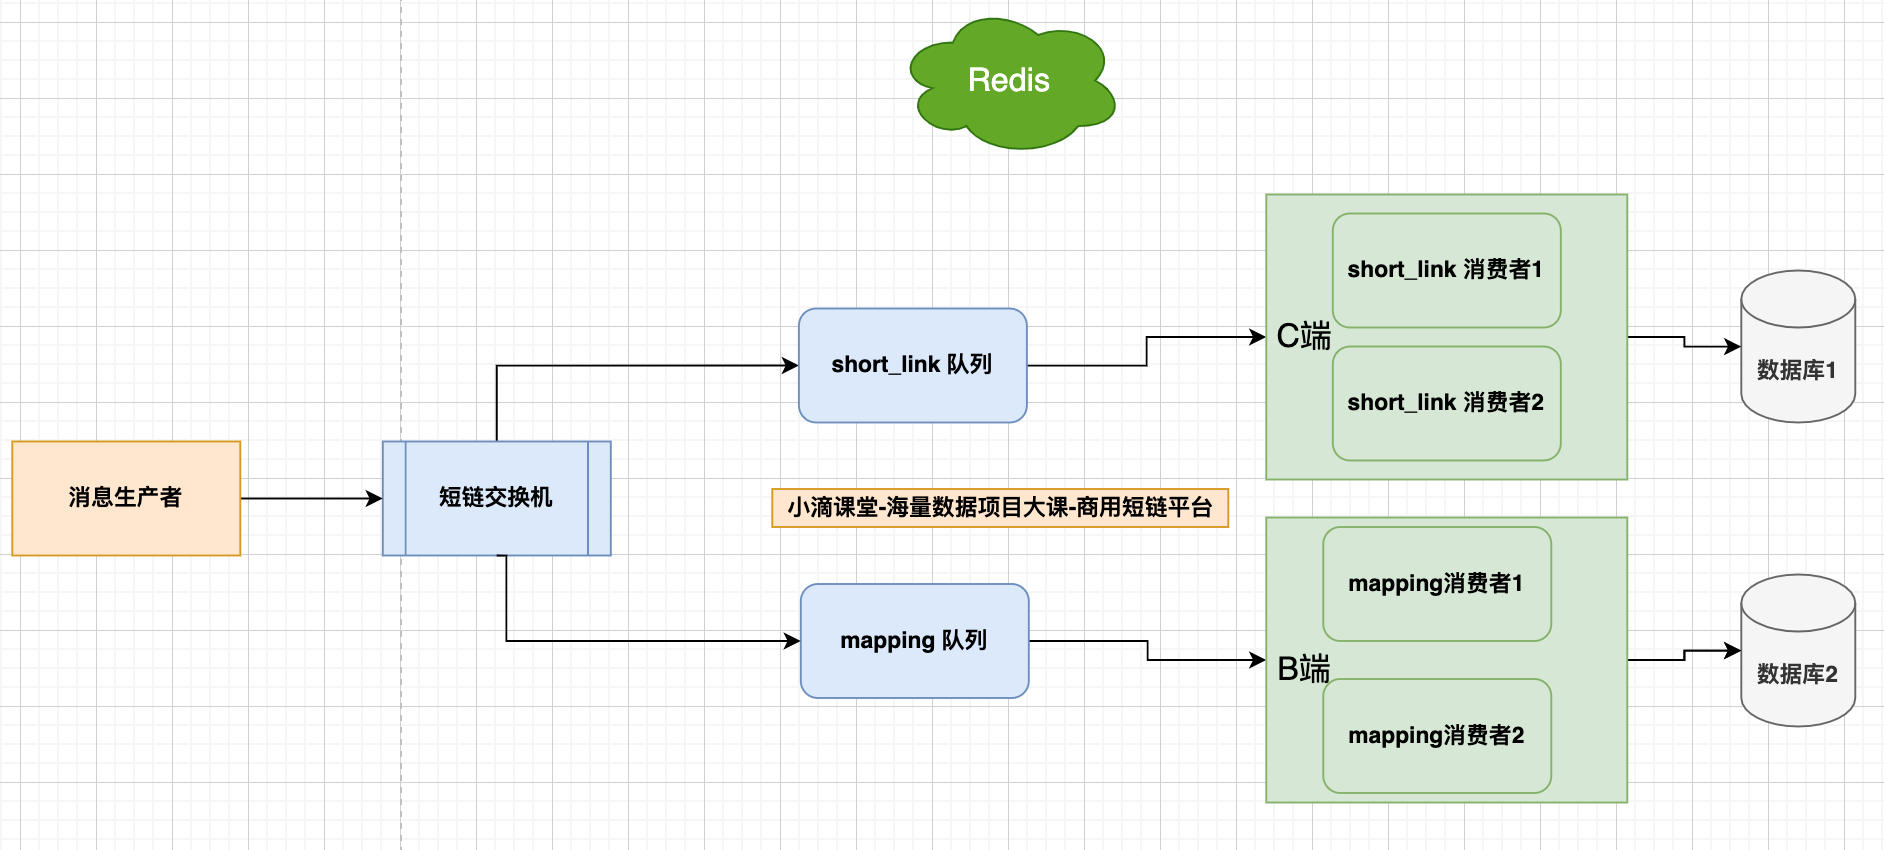 Redis
short_link 消费者1
C端
short_link 队列
short_link 消费者2
数据库1
消息生产者
短链交换机
小滴课堂-海量数据项目大课-商用短链平台
mapping消费者1
mapping 队列
B端
数据库2
mapping消费者2